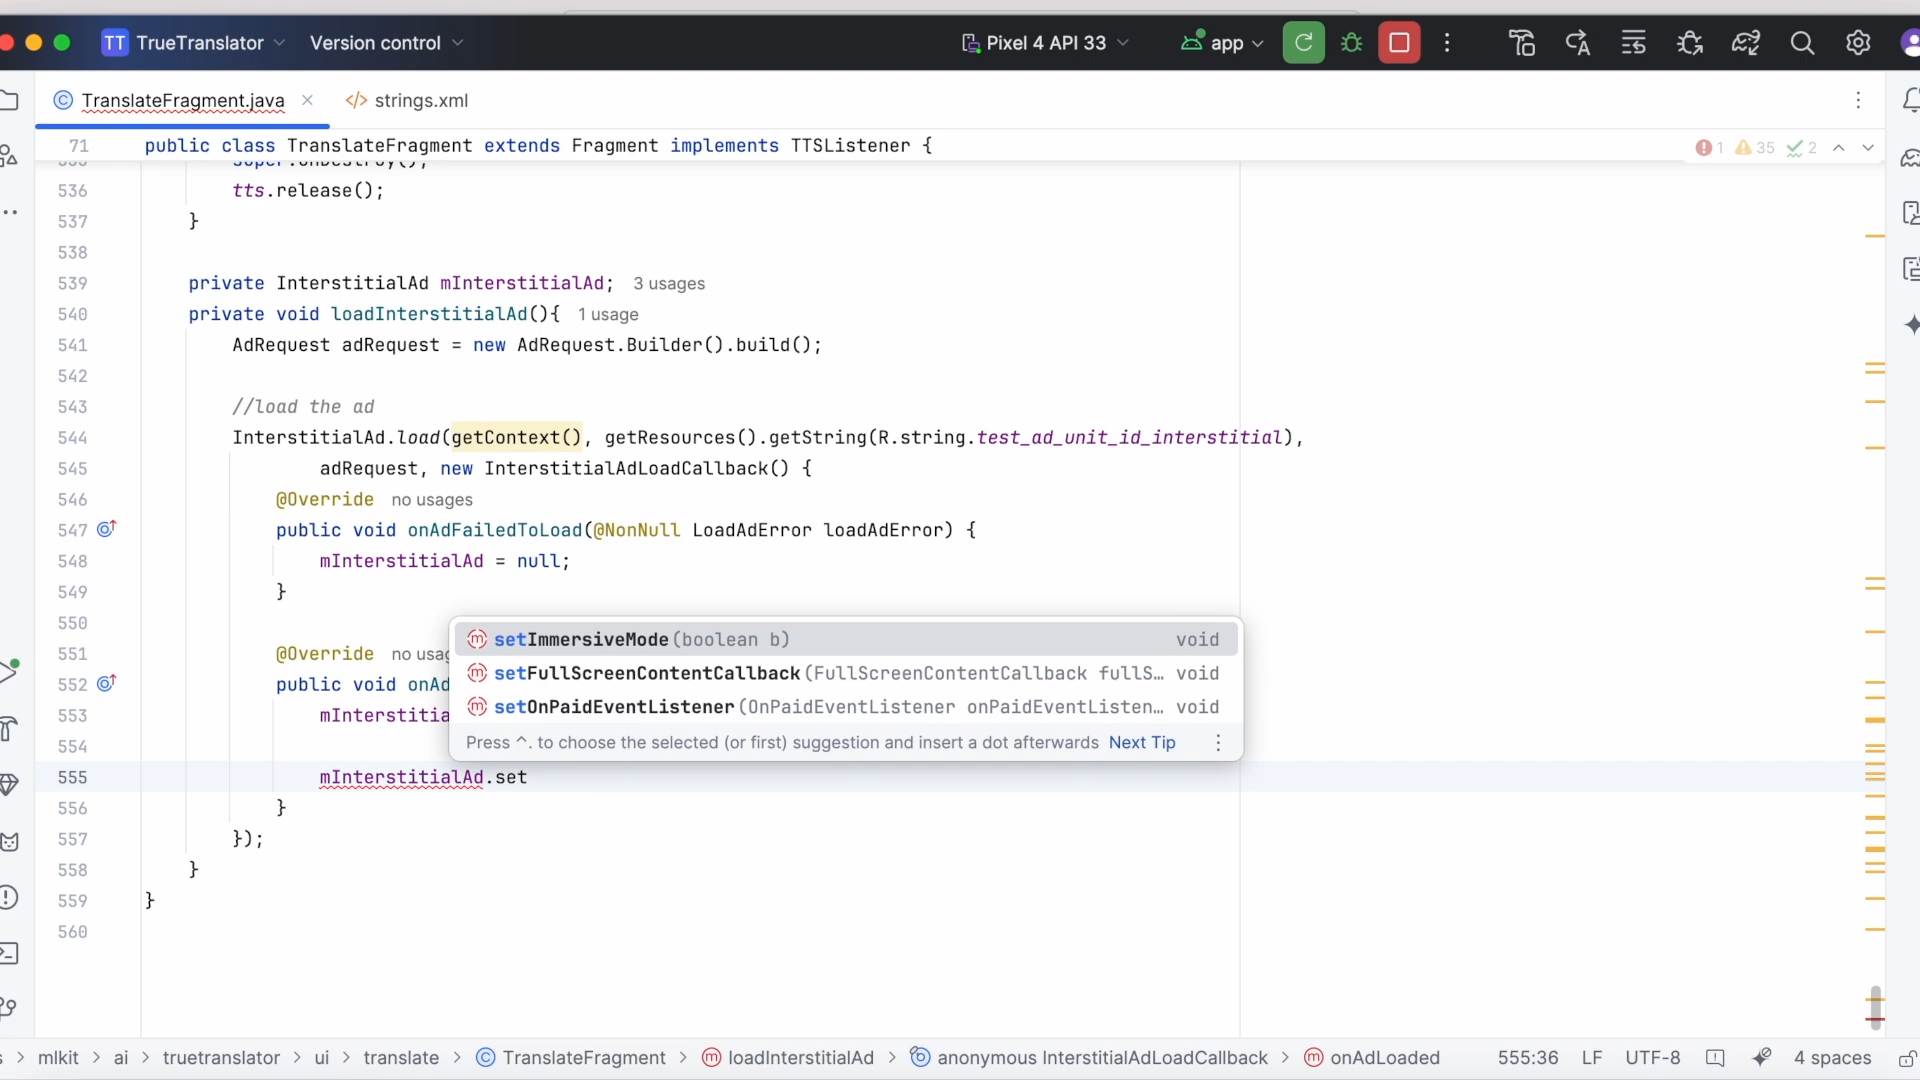 TT TrueTranslator Version control Pixel 4 API 33 app
TranslateFragment.java strings.xml
71 public class TranslateFragment extends Fragment implements TTSListener { 1 35 2
535 super.onDestroy();
536 tts.release();
537 }
538
539 private InterstitialAd mInterstitialAd; 3 usages
540 private void loadInterstitialAd(){ 1 usage
541 AdRequest adRequest = new AdRequest.Builder().build();
542
543 //load the ad
544 InterstitialAd.load(getContext(), getResources().getString(R.string.test_ad_unit_id_interstitial),
545 adRequest, new InterstitialAdLoadCallback() {
546 @Override no usages
547 public void onAdFailedToLoad(@NonNull LoadAdError loadAdError) {
548 mInterstitialAd = null;
549 }
550
551 @Override no usag
552 public void onAd
553 mInterstitia
554
555 mInterstitialAd.set
556 }
557 });
558 }
559 }
560
setImmersiveMode(boolean b) void
setFullScreenContentCallback(FullScreenContentCallback fullS… void
setOnPaidEventListener(OnPaidEventListener onPaidEventListen… void
Press ^. to choose the selected (or first) suggestion and insert a dot afterwards Next Tip
s > mlkit > ai > truetranslator > ui > translate > TranslateFragment > loadInterstitialAd > anonymous InterstitialAdLoadCallback > onAdLoaded 555:36 LF UTF-8 4 spaces